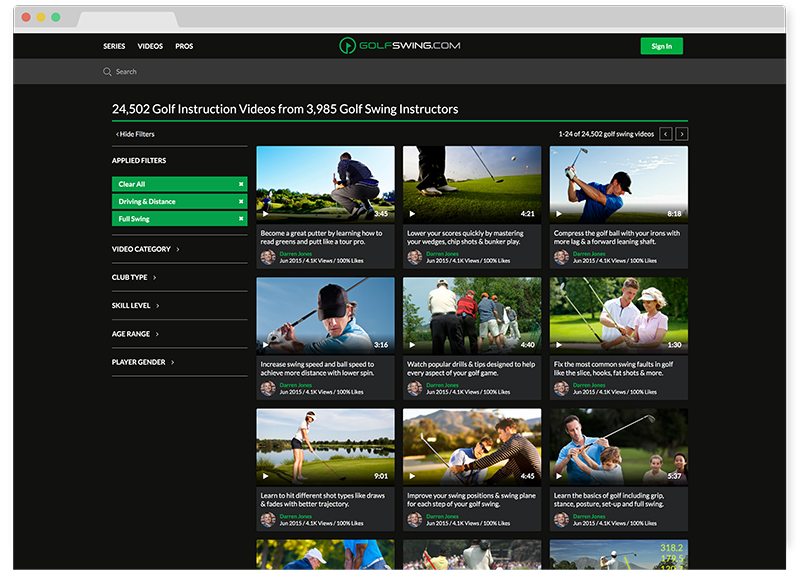 SERIES VIDEOS PROS
GOLFSWING.COM
Sign In
Search
24,502 Golf Instruction Videos from 3,985 Golf Swing Instructors
Hide Filters
1-24 of 24,502 golf swing videos
APPLIED FILTERS
Clear All
Driving & Distance
Full Swing
VIDEO CATEGORY
CLUB TYPE
SKILL LEVEL
AGE RANGE
PLAYER GENDER
3:45
Become a great putter by learning how to
read greens and putt like a tour pro.
Darren Jones
Jun 2015 / 4.1K Views / 100% Likes
4:21
Lower your scores quickly by mastering
your wedges, chip shots & bunker play.
Darren Jones
Jun 2015 / 4.1K Views / 100% Likes
8:18
Compress the golf ball with your irons with
more lag & a forward leaning shaft.
Darren Jones
Jun 2015 / 4.1K Views / 100% Likes
3:16
Increase swing speed and ball speed to
achieve more distance with lower spin.
Darren Jones
Jun 2015 / 4.1K Views / 100% Likes
4:40
Watch popular drills & tips designed to help
every aspect of your golf game.
Darren Jones
Jun 2015 / 4.1K Views / 100% Likes
1:30
Fix the most common swing faults in golf
like the slice, hooks, fat shots & more.
Darren Jones
Jun 2015 / 4.1K Views / 100% Likes
9:01
Learn to hit different shot types like draws
& fades with better trajectory.
Darren Jones
Jun 2015 / 4.1K Views / 100% Likes
4:45
Improve your swing positions & swing plane
for each step of your golf swing.
Darren Jones
Jun 2015 / 4.1K Views / 100% Likes
5:37
Learn the basics of golf including grip,
stance, posture, set-up and full swing.
Darren Jones
Jun 2015 / 4.1K Views / 100% Likes
318.2
179.5